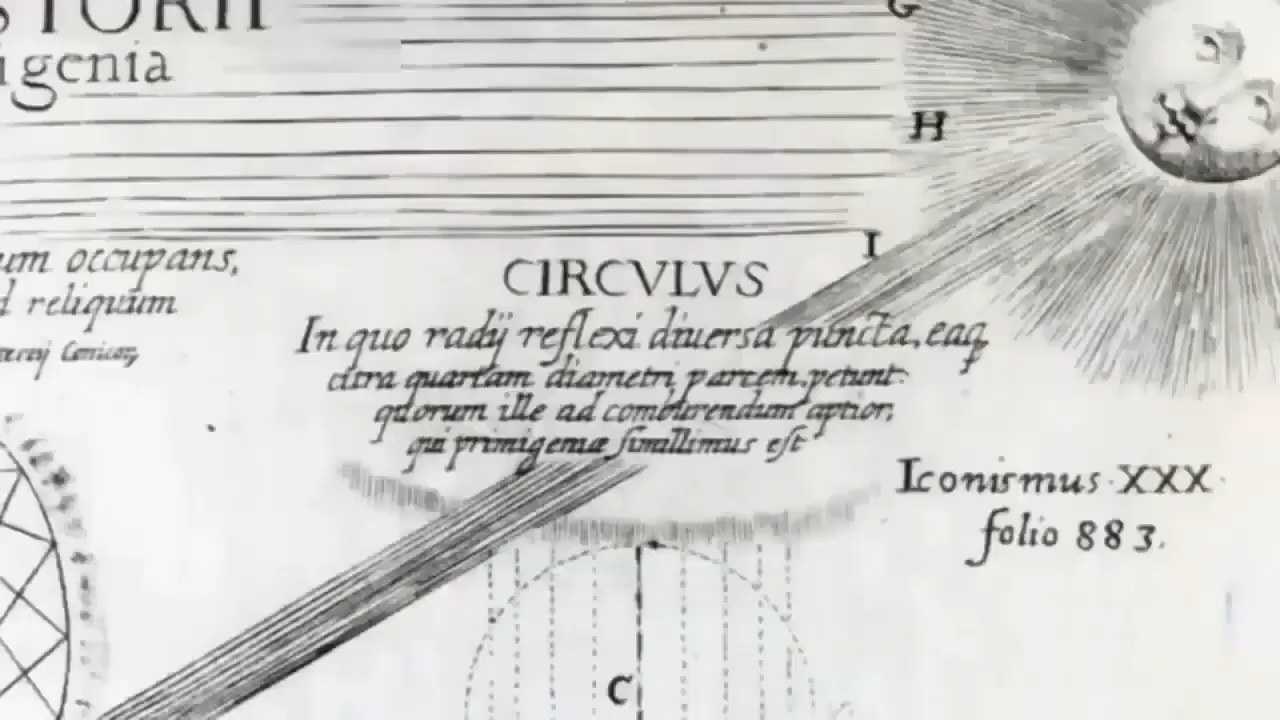 STORII
igenia
G
H
I
um occupans,
d reliquum
CIRCVLVS
In quo radij reflexi diuersa puncta, eaq
citra quartam diametri partem petunt.
quorum ille ad comburendum aptior,
qui primigeniæ simillimus est
Iconismus XXX.
folio 883.
C